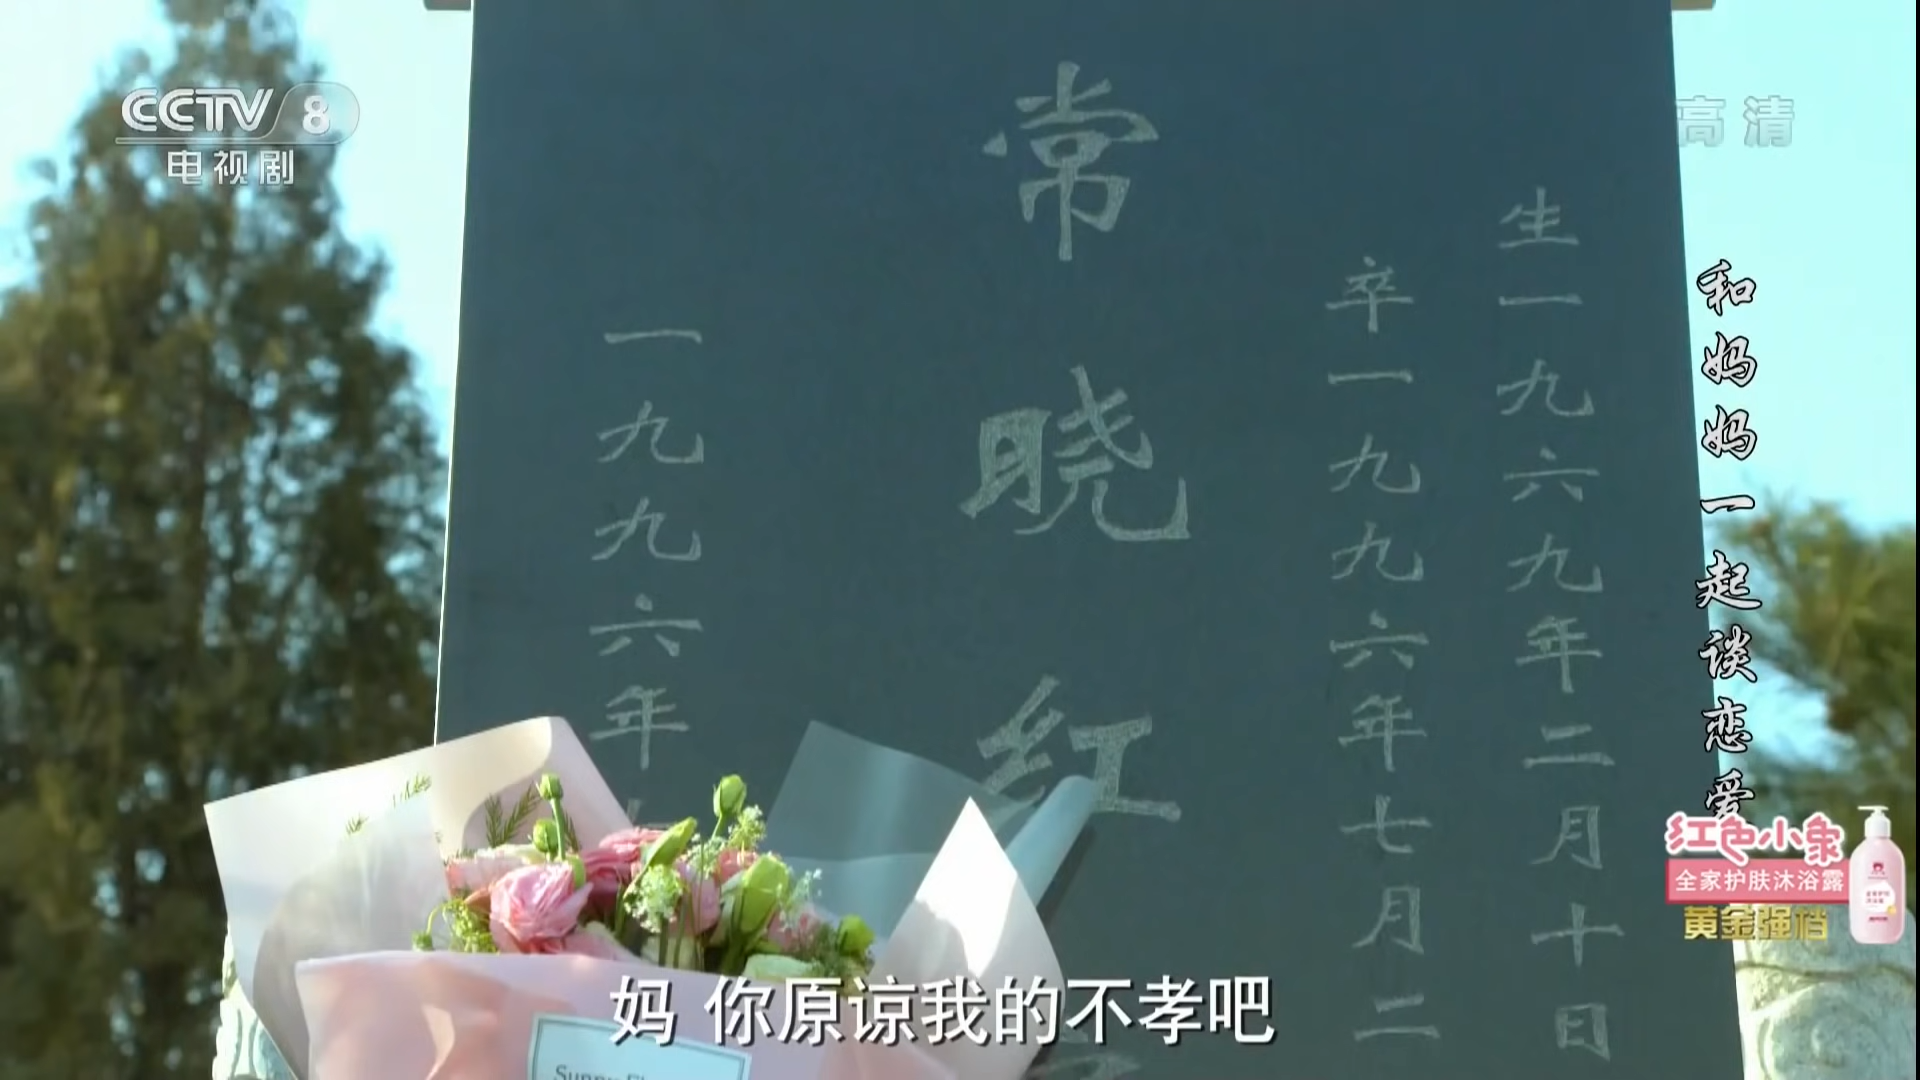 CCTV 8
电视剧
高清
常晓红
生一九六九年二月十日
卒一九九六年七月二
一九九六年
和妈妈一起谈恋爱
红色小象
全家护肤沐浴露
黄金强档
妈 你原谅我的不孝吧
Sunny